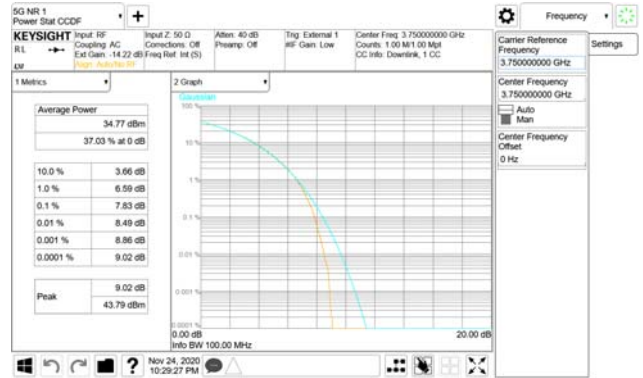 5G NR 1
Power Stat CCDF
Frequency
KEYSIGHT
RL
Input: RF
Coupling: AC
Ext Gain: -14.22 dB
Align: Auto/No RF
Input Z: 50 Ω
Corrections: Off
Freq Ref: Int (S)
Atten: 40 dB
Preamp: Off
Trig: External 1
#IF Gain: Low
Center Freq: 3.750000000 GHz
Counts: 1.00 M/1.00 Mpt
CC Info: Downlink, 1 CC
Carrier Reference
Frequency
3.750000000 GHz
Settings
Center Frequency
3.750000000 GHz
Auto
Man
Center Frequency
Offset
0 Hz
1 Metrics
Average Power
34.77 dBm
37.03 % at 0 dB
10.0 % 3.66 dB
1.0 % 6.59 dB
0.1 % 7.83 dB
0.01 % 8.49 dB
0.001 % 8.86 dB
0.0001 % 9.02 dB
Peak
9.02 dB
43.79 dBm
2 Graph
Gaussian
100 %
10 %
1 %
0.1 %
0.01 %
0.001 %
0.0001 %
0.00 dB
20.00 dB
Info BW 100.00 MHz
Nov 24, 2020
10:29:27 PM